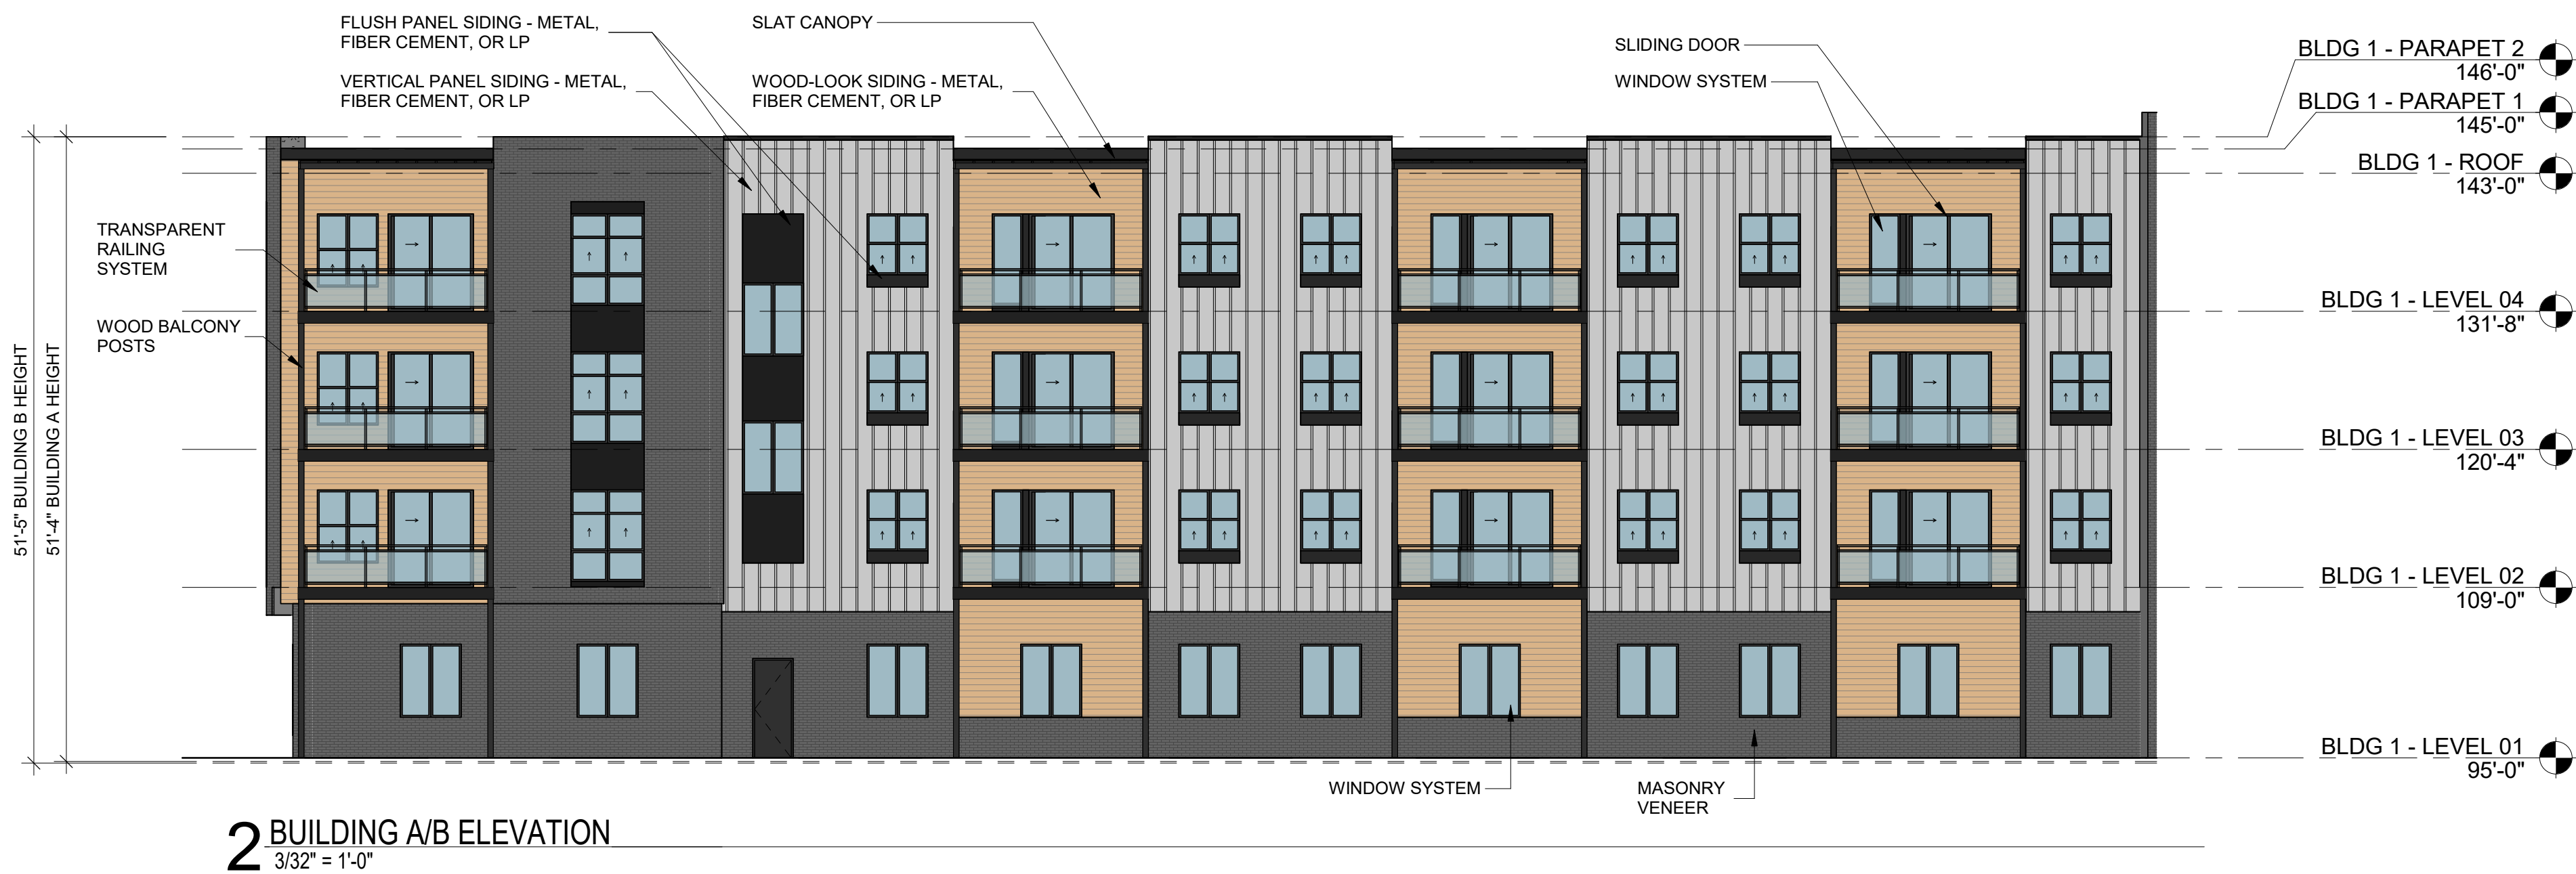 FLUSH PANEL SIDING - METAL,
FIBER CEMENT, OR LP
VERTICAL PANEL SIDING - METAL,
FIBER CEMENT, OR LP
SLAT CANOPY
WOOD-LOOK SIDING - METAL,
FIBER CEMENT, OR LP
SLIDING DOOR
WINDOW SYSTEM
BLDG 1 - PARAPET 2
146'-0"
BLDG 1 - PARAPET 1
145'-0"
BLDG 1 - ROOF
143'-0"
BLDG 1 - LEVEL 04
131'-8"
BLDG 1 - LEVEL 03
120'-4"
BLDG 1 - LEVEL 02
109'-0"
BLDG 1 - LEVEL 01
95'-0"
TRANSPARENT
RAILING
SYSTEM
WOOD BALCONY
POSTS
51'-5" BUILDING B HEIGHT
51'-4" BUILDING A HEIGHT
WINDOW SYSTEM
MASONRY
VENEER
2 BUILDING A/B ELEVATION
3/32" = 1'-0"